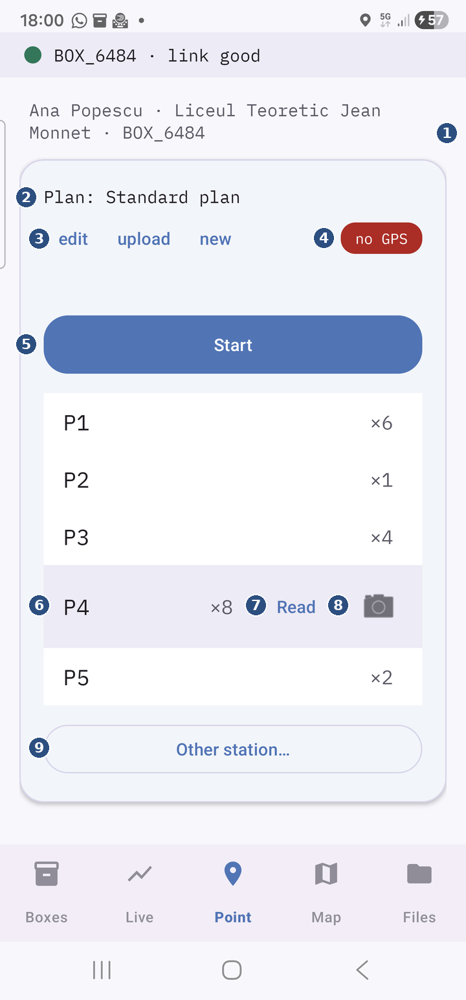 18:00 5G 57
BOX_6484 · link good
Ana Popescu · Liceul Teoretic Jean
Monnet · BOX_6484 1
2 Plan: Standard plan
3 edit upload new 4 no GPS
5 Start
P1 ×6
P2 ×1
P3 ×4
6 P4 ×8 7 Read 8
P5 ×2
9 Other station…
Boxes Live Point Map Files